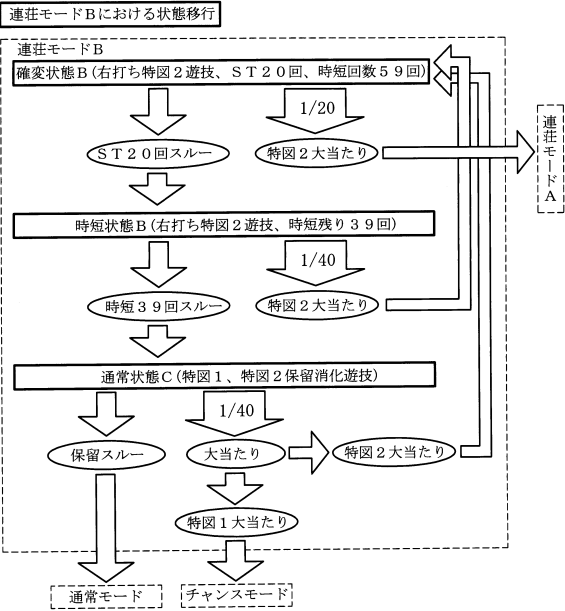 連荘モードBにおける状態移行
連荘モードB
確変状態B(右打ち特図2遊技、ST20回、時短回数59回)
1/20
ST20回スルー
特図2大当たり
連荘モードA
時短状態B(右打ち特図2遊技、時短残り39回)
1/40
時短39回スルー
特図2大当たり
通常状態C(特図1、特図2保留消化遊技)
1/40
保留スルー
大当たり
特図2大当たり
特図1大当たり
通常モード
チャンスモード